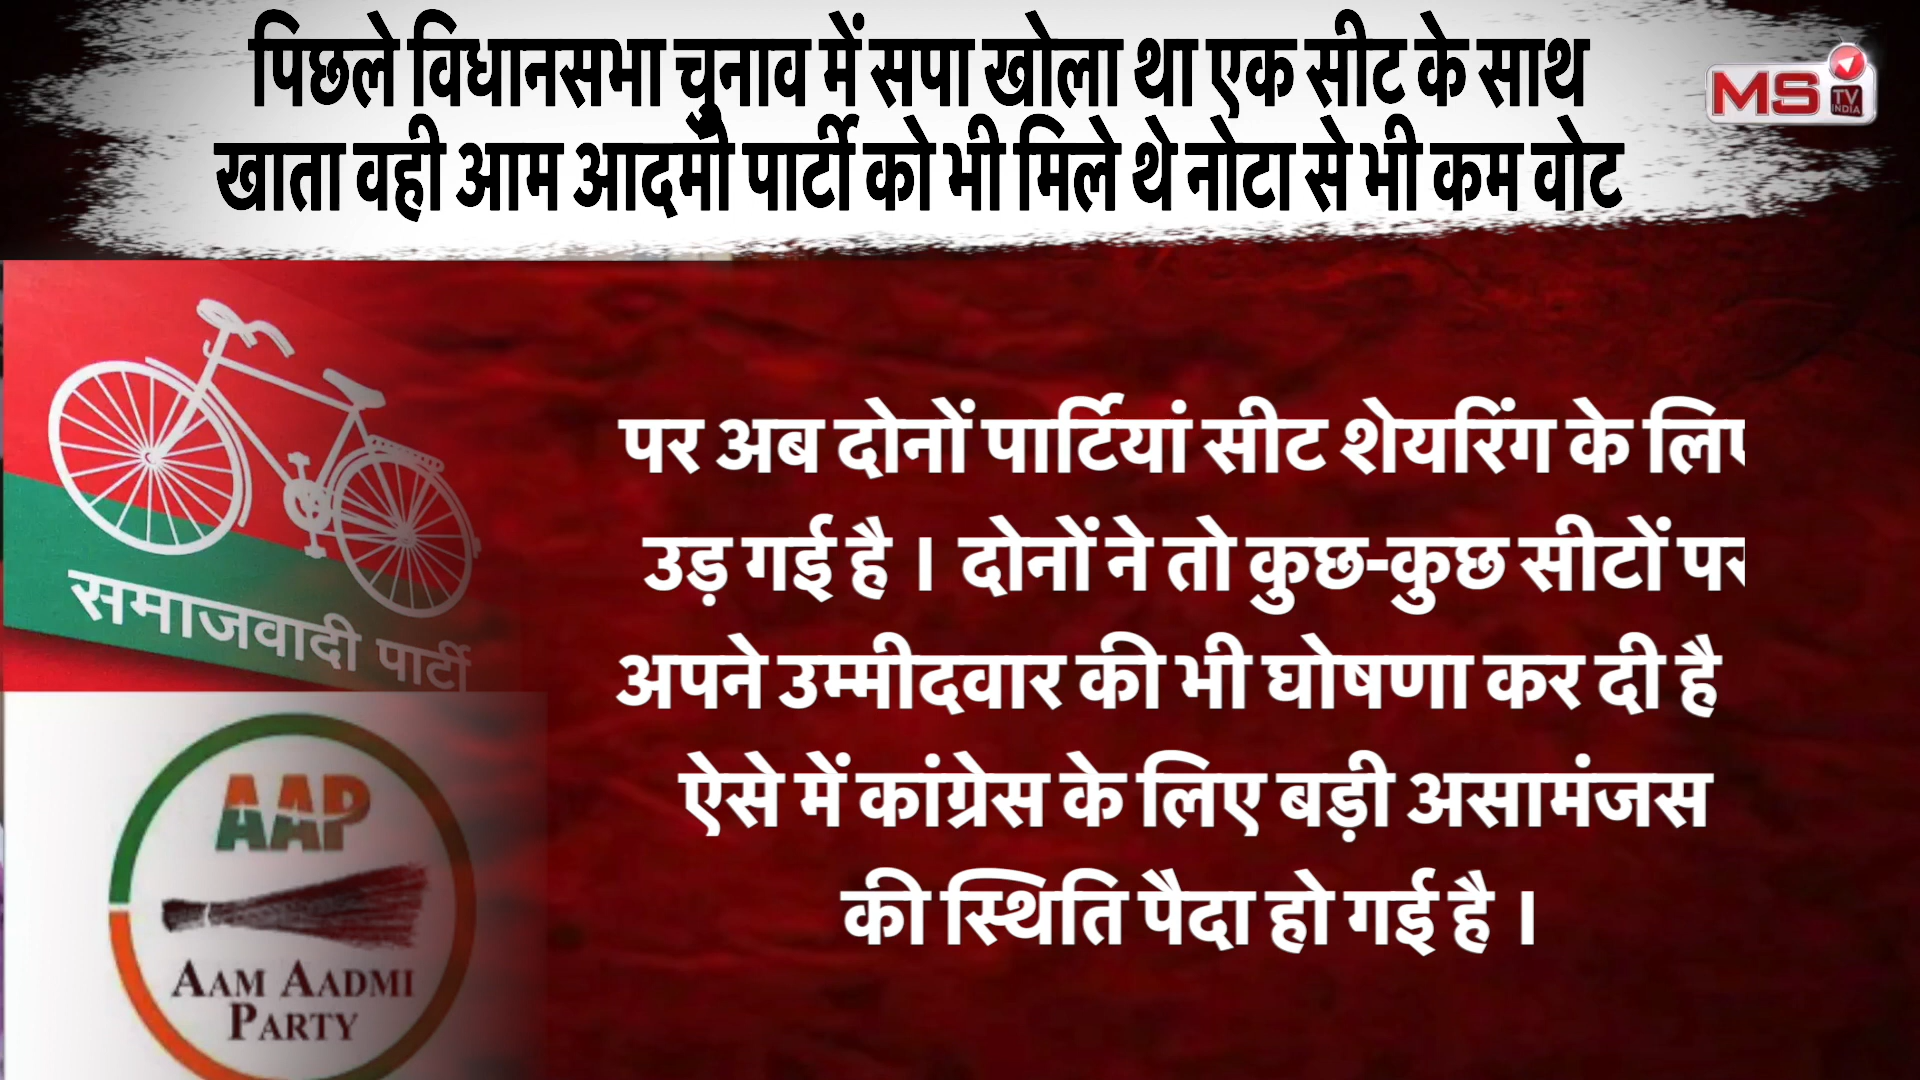 पिछले विधानसभा चुनाव में सपा खोला था एक सीट के साथ
खाता वही आम आदमी पार्टी को भी मिले थे नोटा से भी कम वोट
MS
TV
INDIA
पर अब दोनों पार्टियां सीट शेयरिंग के
उड़ गई है । दोनों ने तो कुछ-कुछ सीटों
अपने उम्मीदवार की भी घोषणा कर दी है
ऐसे में कांग्रेस के लिए बड़ी असामंजस
की स्थिति पैदा हो गई है ।
समाजवादी पार्टी
AAP
AAM AADMI
PARTY